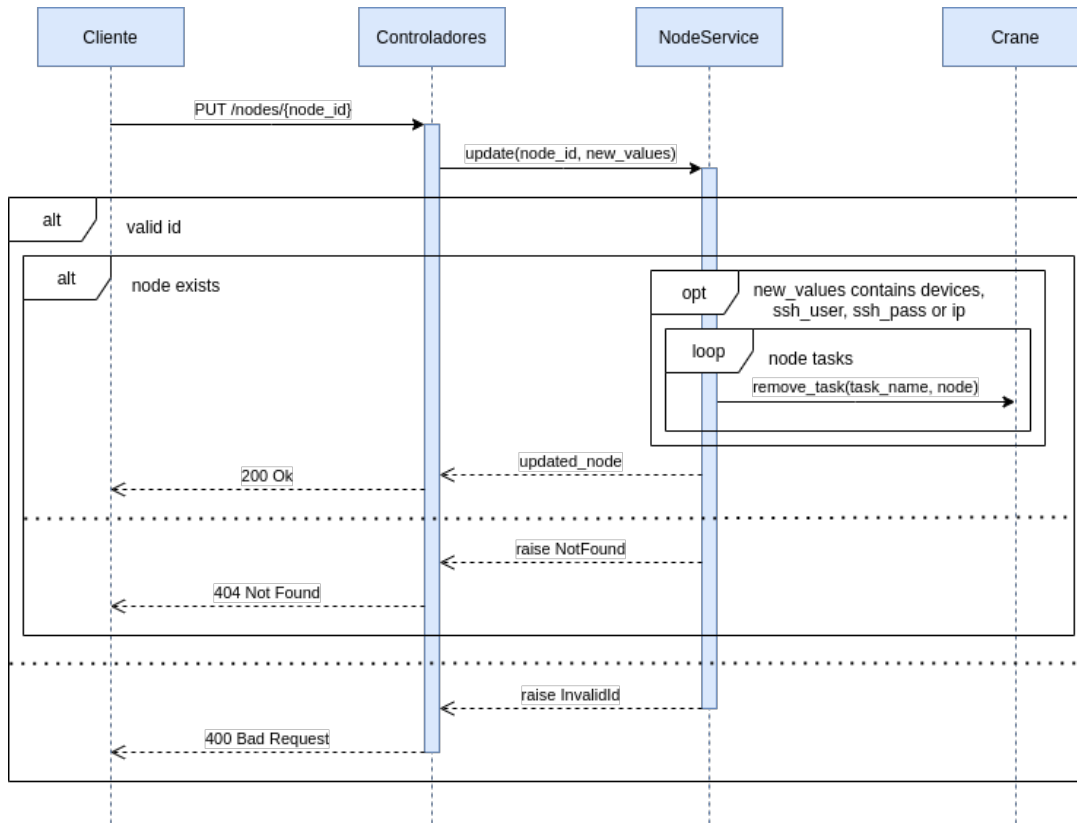 Cliente
Controladores
NodeService
Crane
PUT /nodes/{node_id}
update(node_id, new_values)
alt
valid id
alt
node exists
opt
new_values contains devices,
ssh_user, ssh_pass or ip
loop
node tasks
remove_task(task_name, node)
updated_node
200 Ok
raise NotFound
404 Not Found
raise InvalidId
400 Bad Request